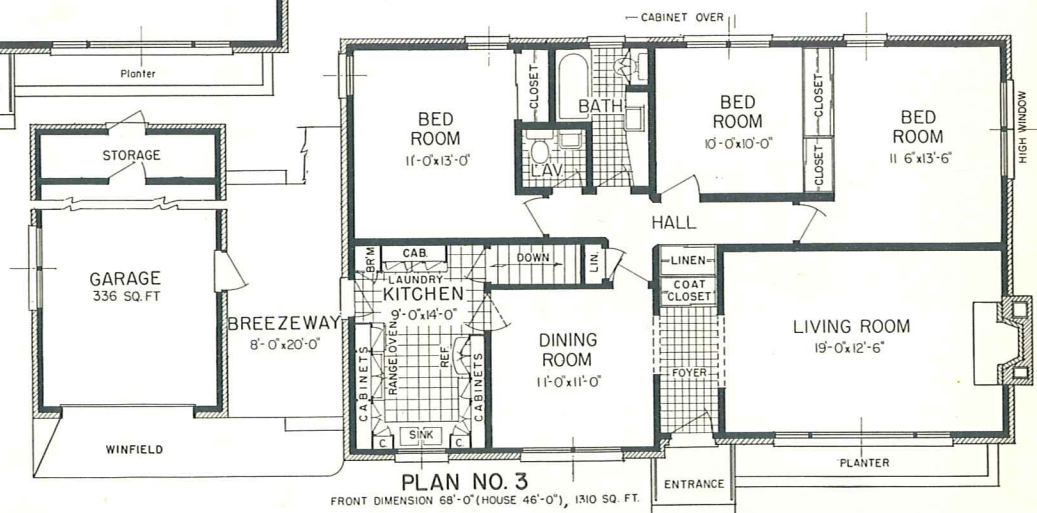 CABINET OVER
Planter
STORAGE
GARAGE
336 SQ. FT
WINFIELD
BREEZEWAY
8'-0"x20'-0"
BED
ROOM
11'-0"x13'-0"
CLOSET
BATH
LAV.
BED
ROOM
10'-0"x10'-0"
CLOSET
CLOSET
BED
ROOM
11 6"x13'-6"
HIGH WINDOW
HALL
BR'M
CAB.
LAUNDRY
KITCHEN
9'-0"x14'-0"
CABINETS
RANGE, OVEN
REF.
CABINETS
C.
SINK
C.
DOWN
LIN.
DINING
ROOM
11'-0"x11'-0"
LINEN
COAT
CLOSET
FOYER
LIVING ROOM
19'-0"x12'-6"
PLANTER
ENTRANCE
PLAN NO. 3
FRONT DIMENSION 68'-0" (HOUSE 46'-0"), 1310 SQ. FT.